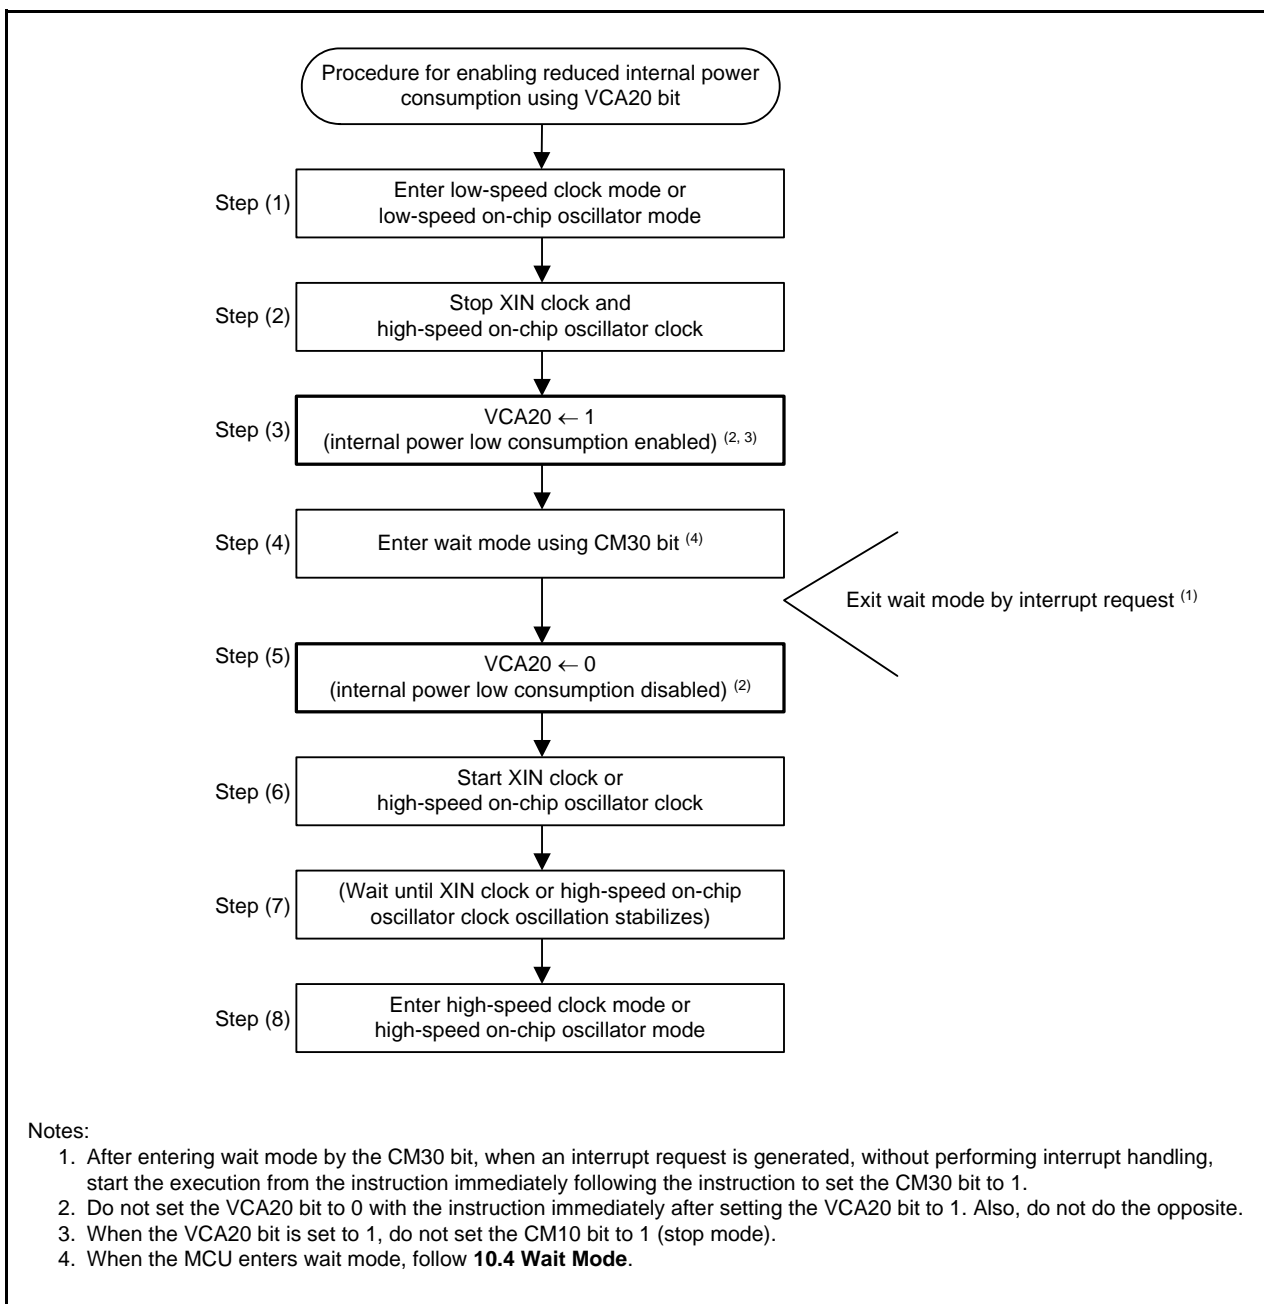 Procedure for enabling reduced internal power
consumption using VCA20 bit
Step (1)
Enter low-speed clock mode or
low-speed on-chip oscillator mode
Step (2)
Stop XIN clock and
high-speed on-chip oscillator clock
Step (3)
VCA20 ← 1
(internal power low consumption enabled) (2, 3)
Step (4)
Enter wait mode using CM30 bit (4)
Exit wait mode by interrupt request (1)
Step (5)
VCA20 ← 0
(internal power low consumption disabled) (2)
Step (6)
Start XIN clock or
high-speed on-chip oscillator clock
Step (7)
(Wait until XIN clock or high-speed on-chip
oscillator clock oscillation stabilizes)
Step (8)
Enter high-speed clock mode or
high-speed on-chip oscillator mode
Notes:
1. After entering wait mode by the CM30 bit, when an interrupt request is generated, without performing interrupt handling,
start the execution from the instruction immediately following the instruction to set the CM30 bit to 1.
2. Do not set the VCA20 bit to 0 with the instruction immediately after setting the VCA20 bit to 1. Also, do not do the opposite.
3. When the VCA20 bit is set to 1, do not set the CM10 bit to 1 (stop mode).
4. When the MCU enters wait mode, follow 10.4 Wait Mode.